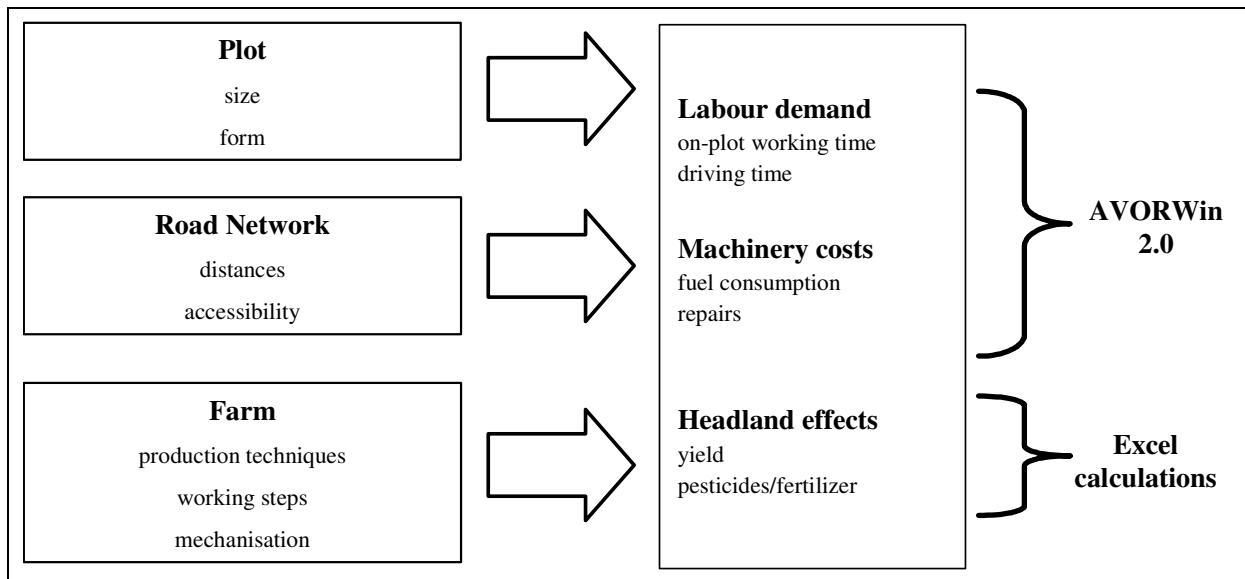 Plot
size
form
Road Network
distances
accessibility
Farm
production techniques
working steps
mechanisation
Labour demand
on-plot working time
driving time
Machinery costs
fuel consumption
repairs
Headland effects
yield
pesticides/fertilizer
AVORWin
2.0
Excel
calculations